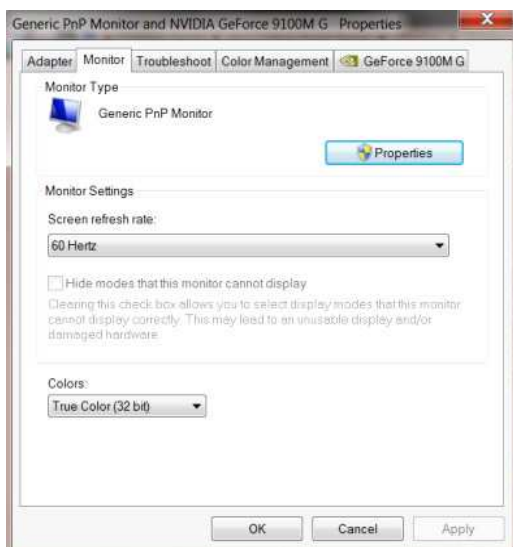 Generic PnP Monitor and NVIDIA GeForce 9100M G Properties
Adapter Monitor Troubleshoot Color Management GeForce 9100M G
Monitor Type
Generic PnP Monitor
Properties
Monitor Settings
Screen refresh rate:
60 Hertz
Hide modes that this monitor cannot display
Clearing this check box allows you to select display modes that this monitor
cannot display correctly. This may lead to an unusable display and/or
damaged hardware.
Colors:
True Color (32 bit)
OK Cancel Apply